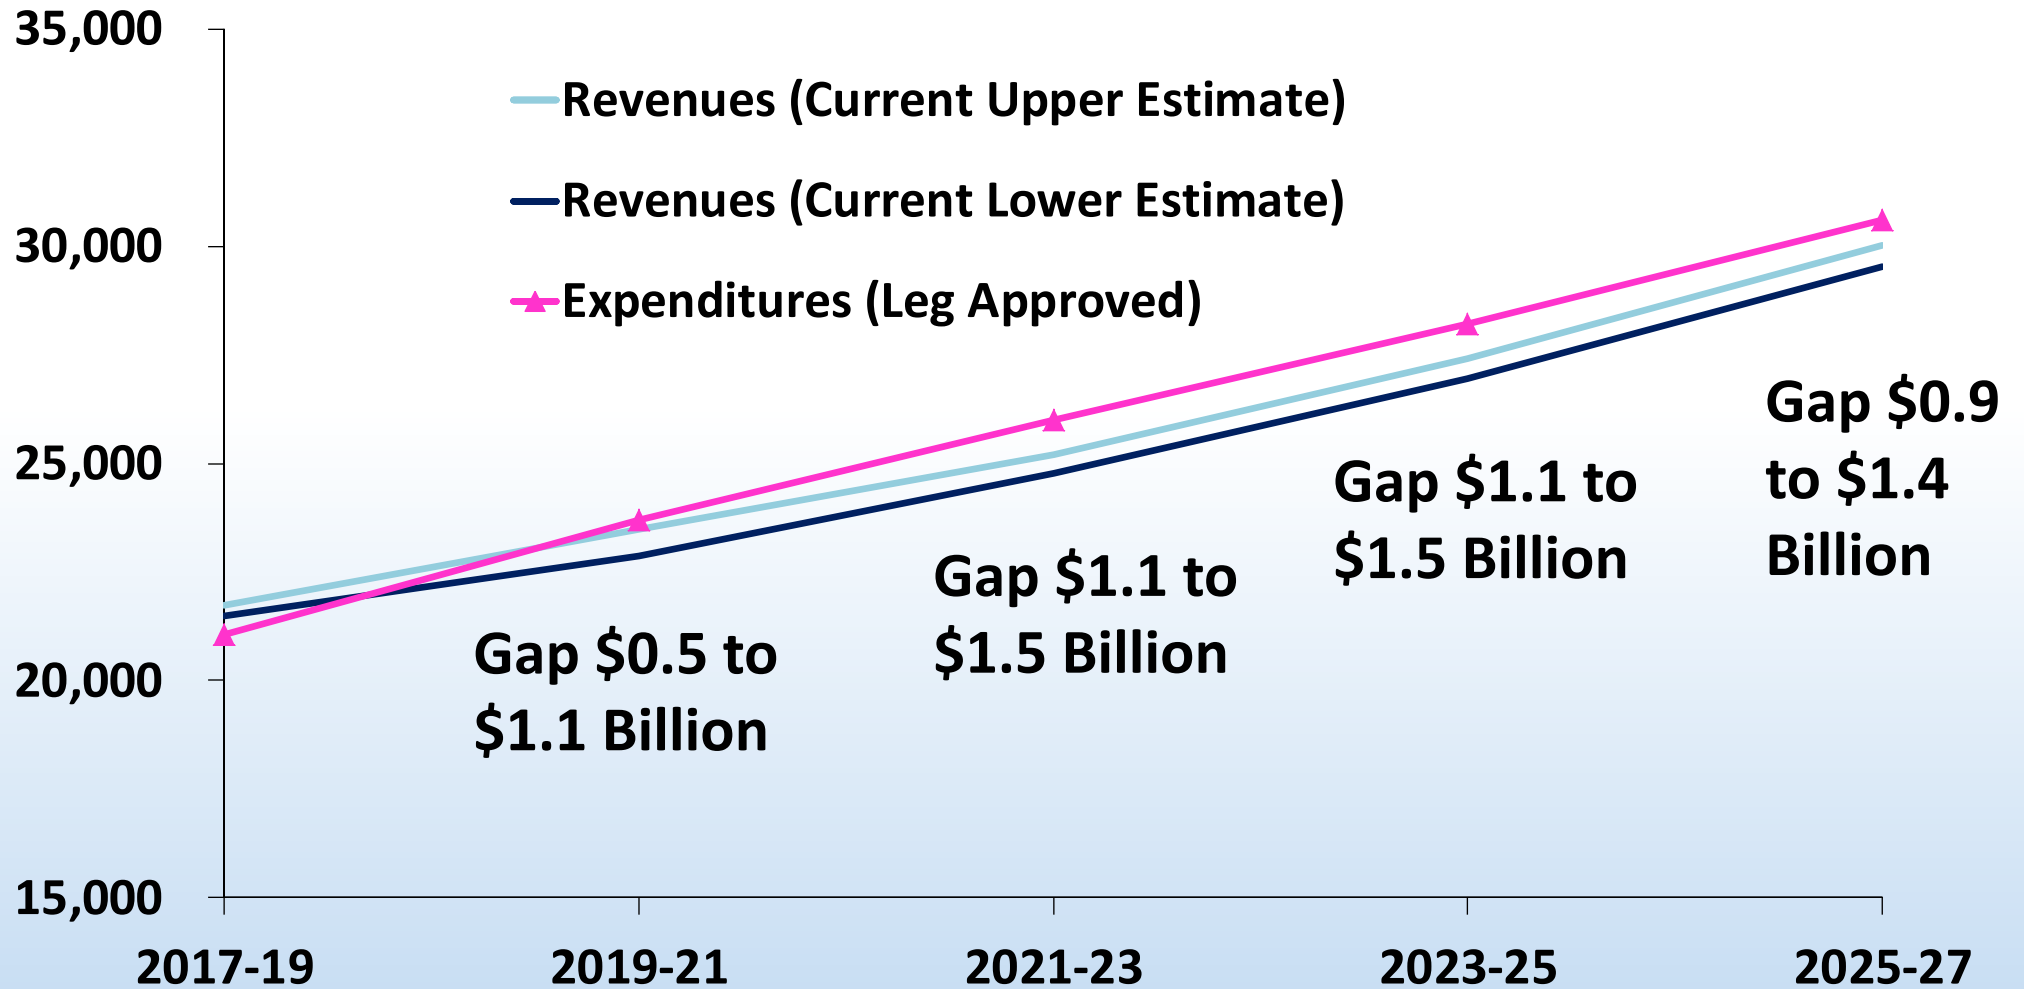 35,000
30,000
25,000
20,000
15,000
Revenues (Current Upper Estimate)
Revenues (Current Lower Estimate)
Expenditures (Leg Approved)
Gap $0.5 to
$1.1 Billion
Gap $1.1 to
$1.5 Billion
Gap $1.1 to
$1.5 Billion
Gap $0.9
to $1.4
Billion
2017-19
2019-21
2021-23
2023-25
2025-27